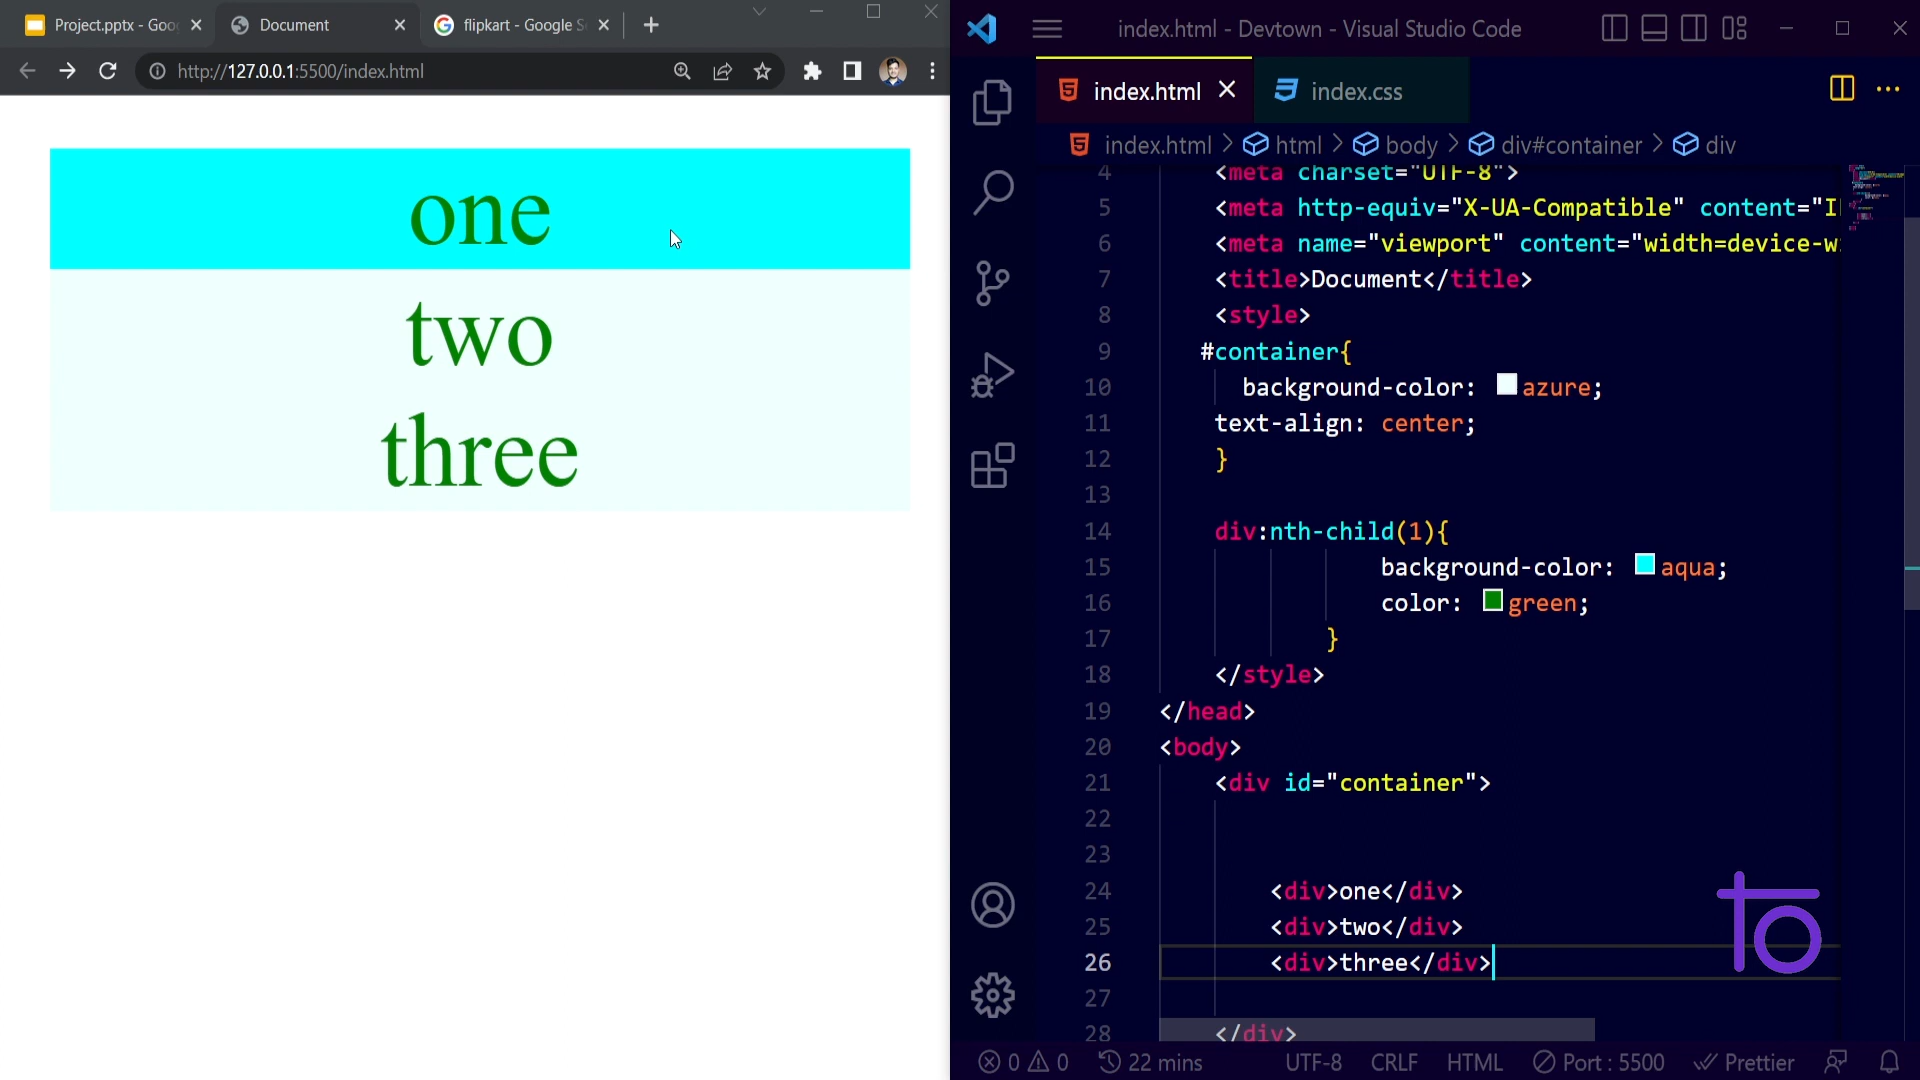 Project.pptx - Goo
Document
flipkart - Google S
http://127.0.0.1:5500/index.html
one
two
three
index.html - Devtown - Visual Studio Code
index.html
index.css
index.html > html > body > div#container > div
4 <meta charset="UTF-8">
5 <meta http-equiv="X-UA-Compatible" content="I
6 <meta name="viewport" content="width=device-w
7 <title>Document</title>
8 <style>
9 #container{
10 background-color: azure;
11 text-align: center;
12 }
13
14 div:nth-child(1){
15 background-color: aqua;
16 color: green;
17 }
18 </style>
19 </head>
20 <body>
21 <div id="container">
22
23
24 <div>one</div>
25 <div>two</div>
26 <div>three</div>
27
28 </div>
0 0 22 mins UTF-8 CRLF HTML Port : 5500 Prettier